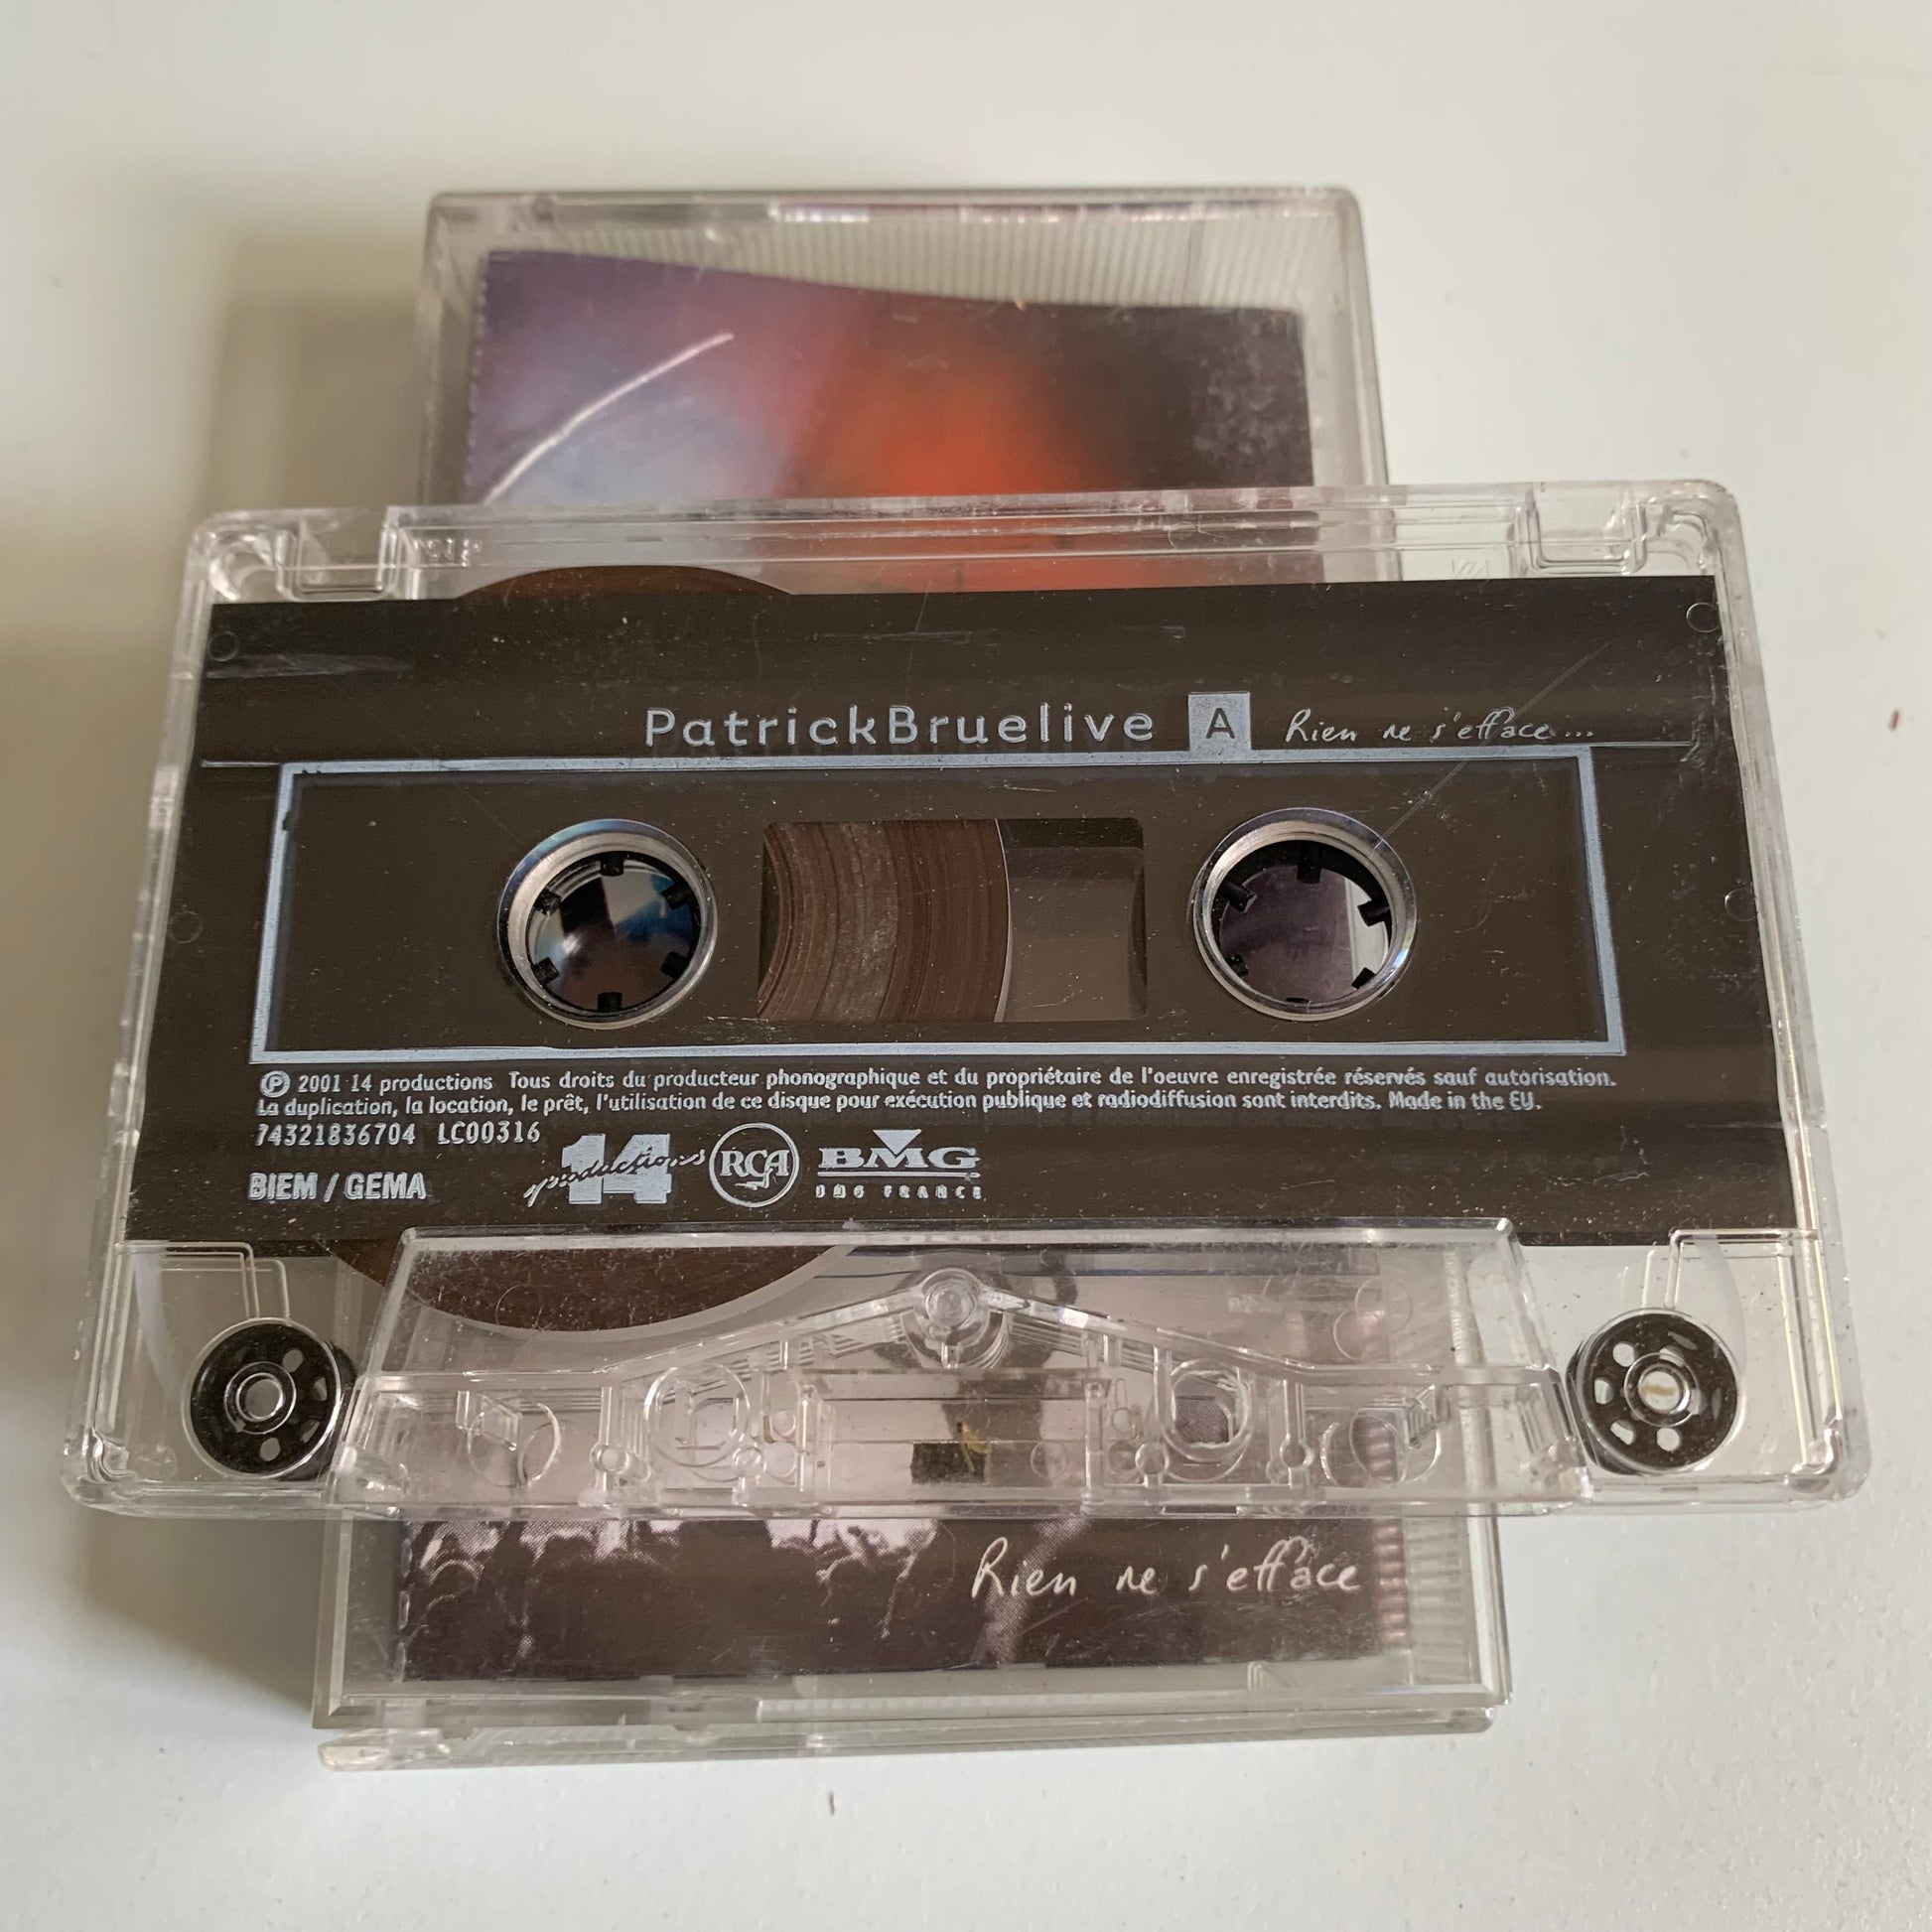 PatrickBruelive A Rien ne s'efface...
℗ 2001 14 productions Tous droits du producteur phonographique et du propriétaire de l'oeuvre enregistrée réservés sauf autorisation.
La duplication, la location, le prêt, l'utilisation de ce disque pour exécution publique et radiodiffusion sont interdits. Made in the EU.
74321836704 LC00316
BIEM / GEMA
14 productions
RCA
BMG
BMG FRANCE
Rien ne s'efface